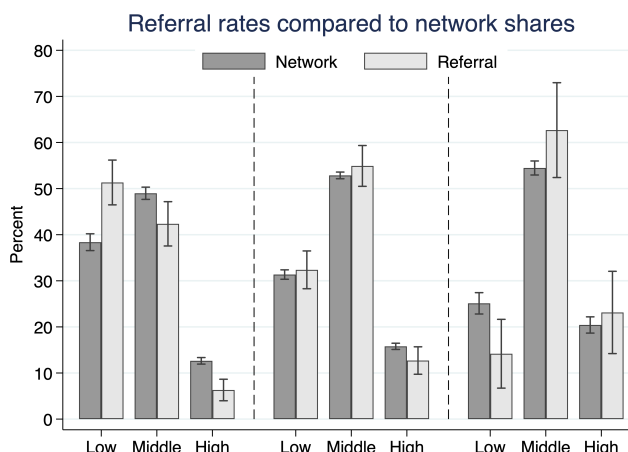 Referral rates compared to network shares
Network Referral
Percent
80
70
60
50
40
30
20
10
0
Low Middle High Low Middle High Low Middle High